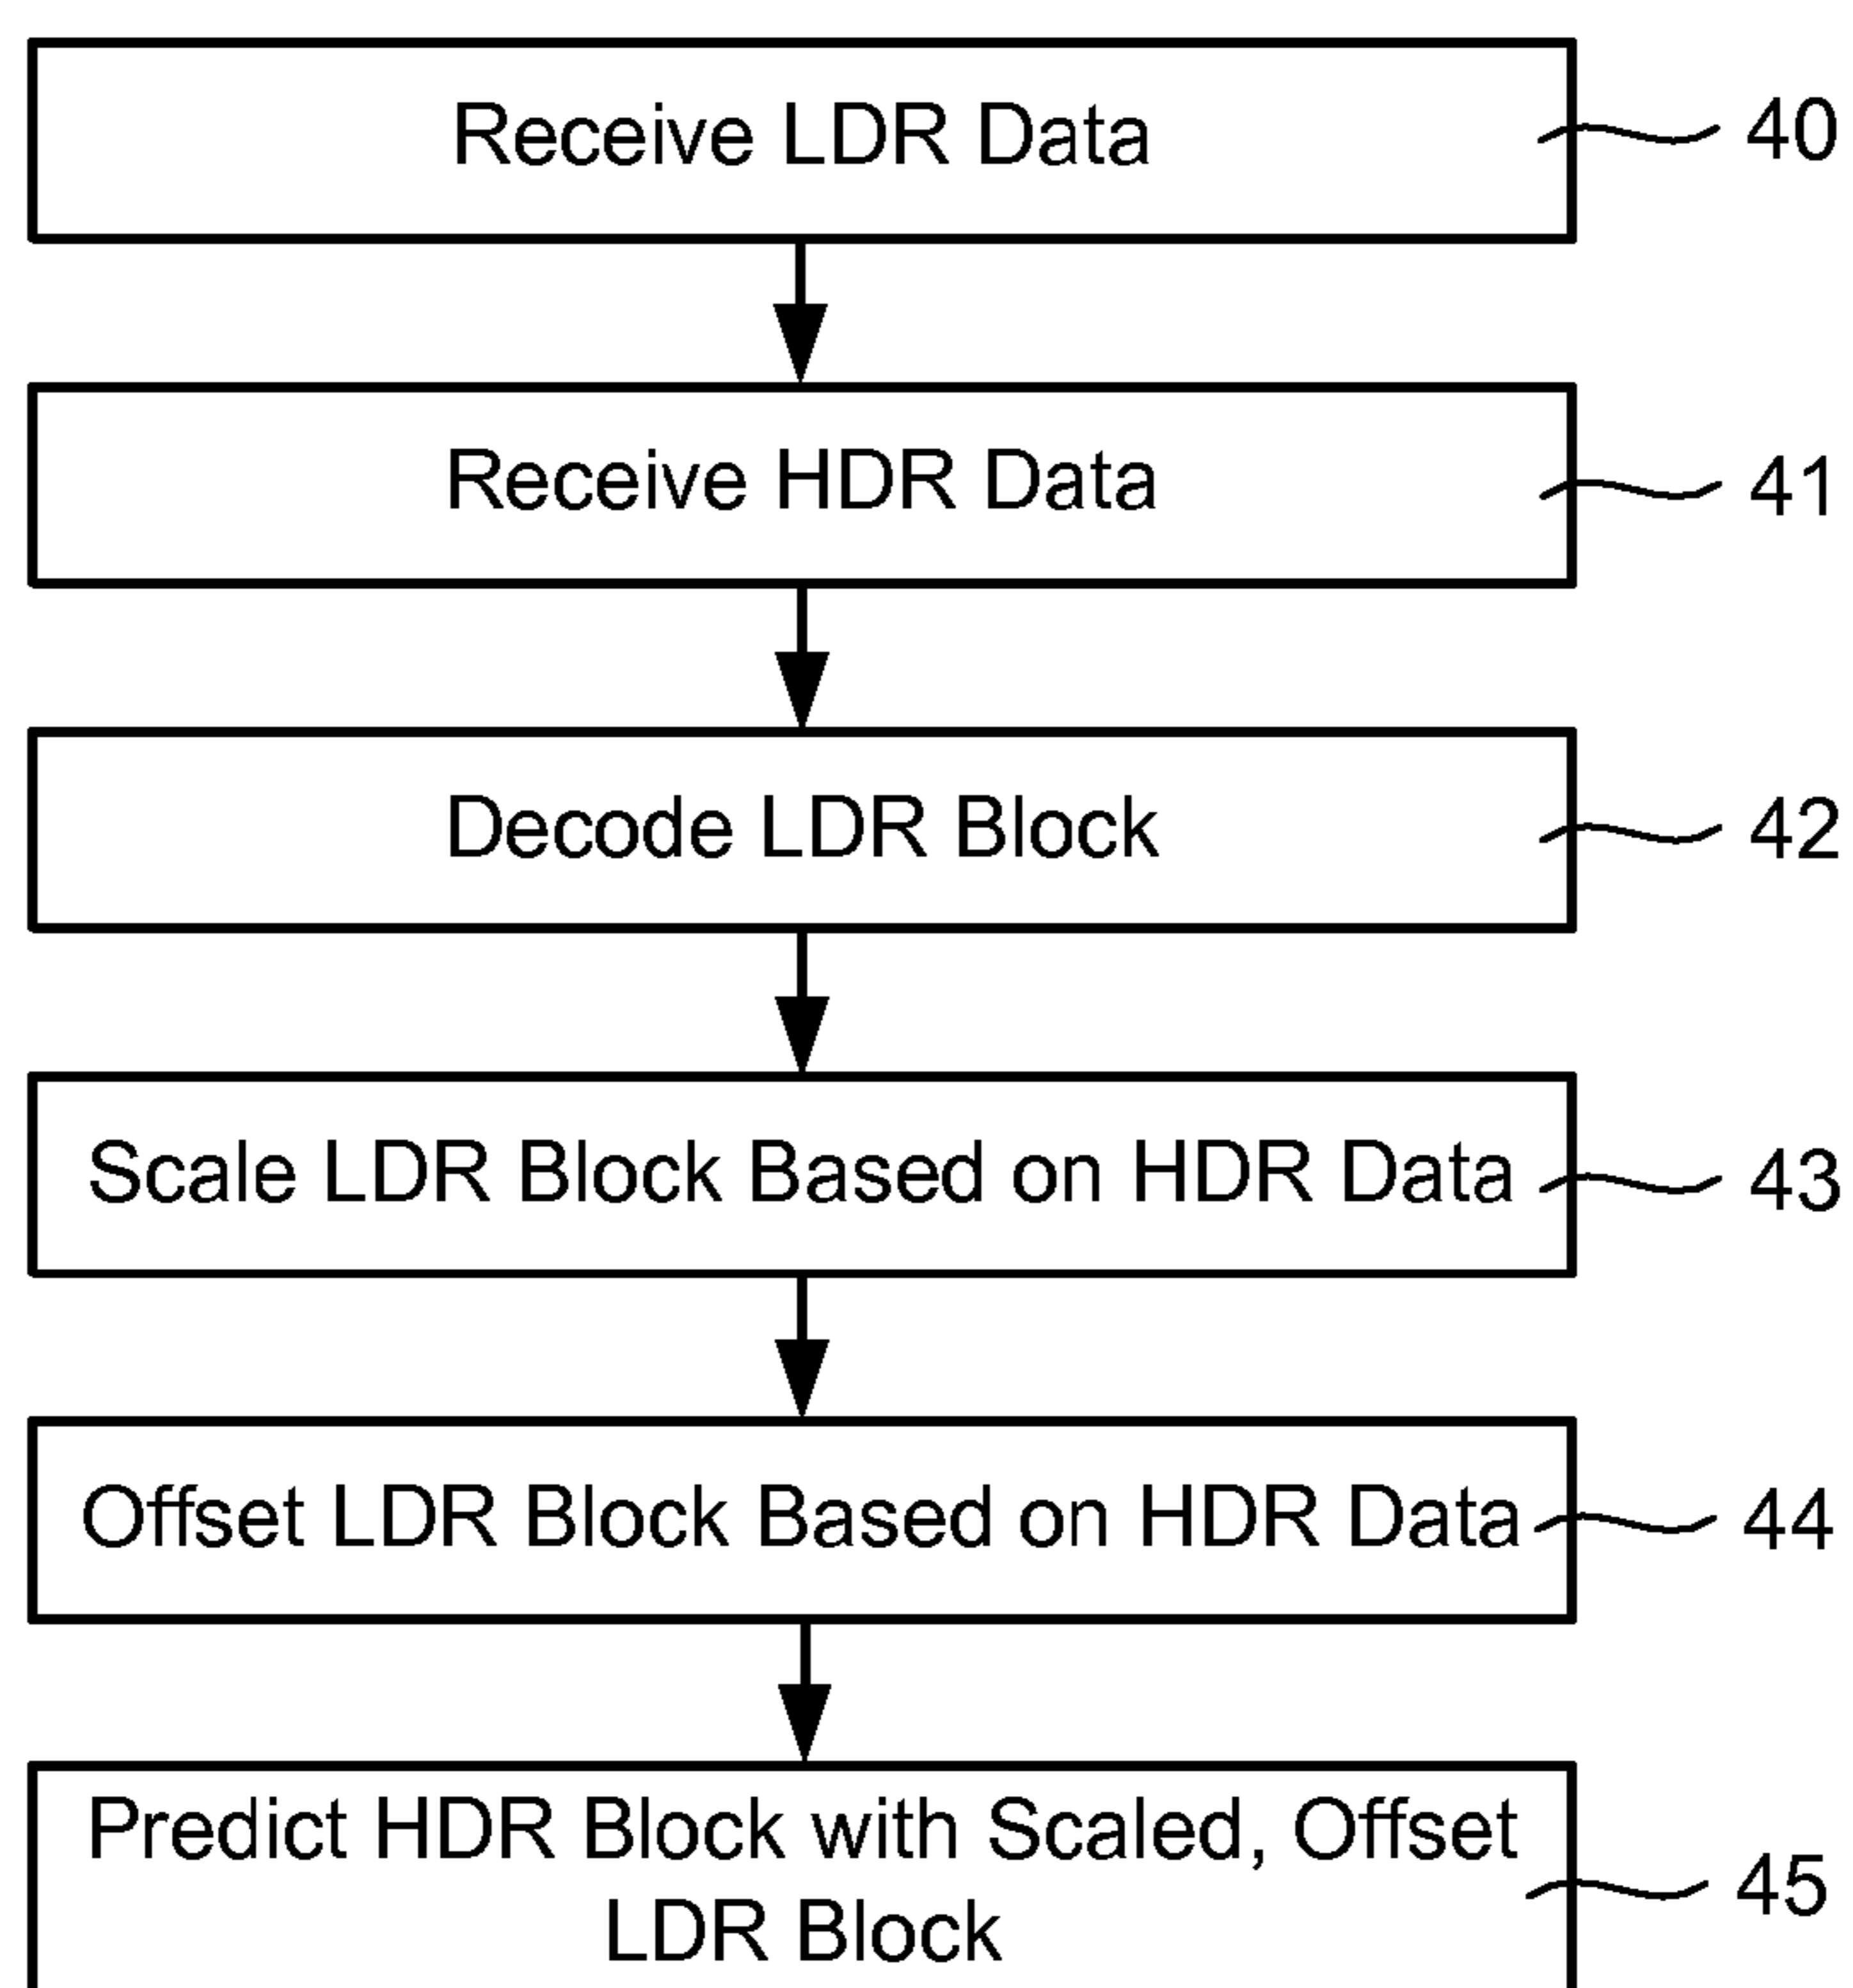 Receive LDR Data 40
Receive HDR Data 41
Decode LDR Block 42
Scale LDR Block Based on HDR Data 43
Offset LDR Block Based on HDR Data 44
Predict HDR Block with Scaled, Offset
LDR Block 45